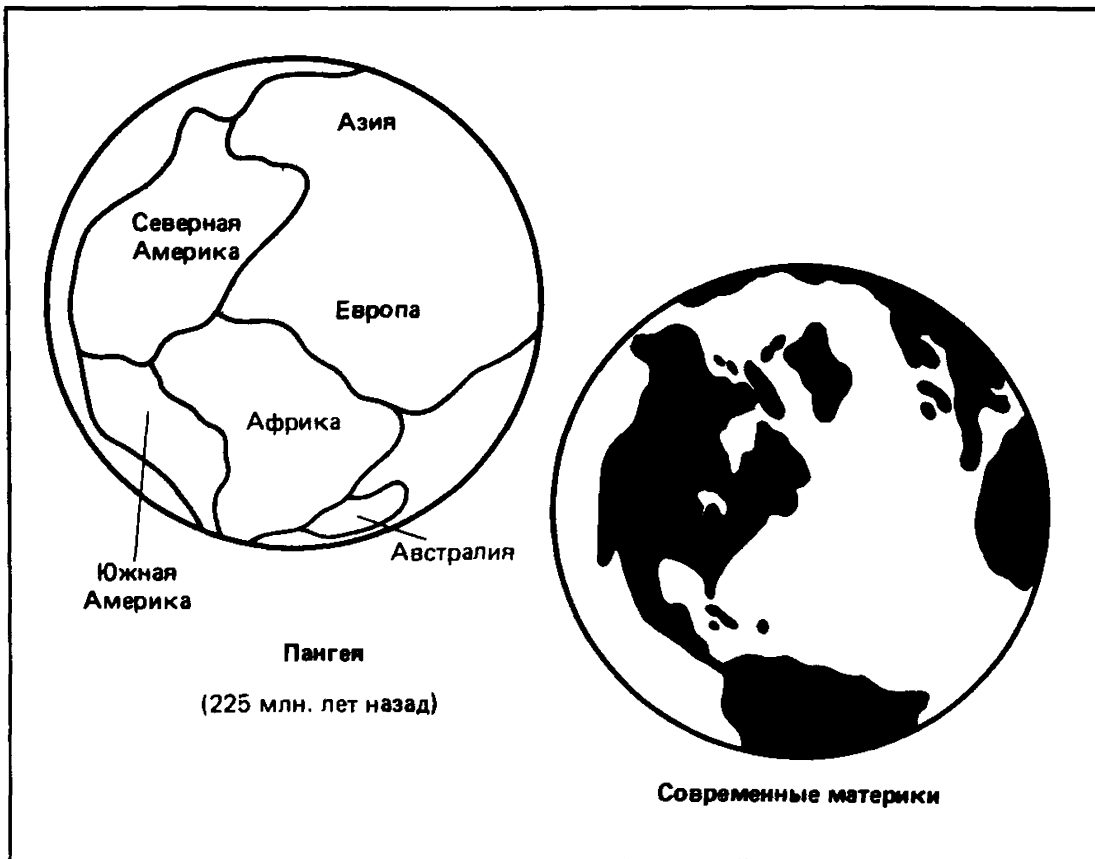 Азия
Северная
Америка
Европа
Африка
Австралия
Южная
Америка
Пангея
(225 млн. лет назад)
Современные материки